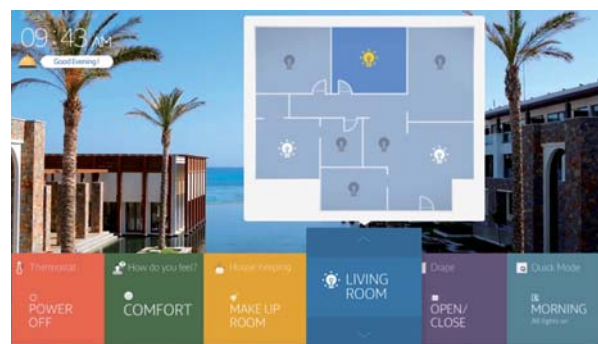 09 : 43 AM
Good Evening !
Thermostat
POWER
OFF
How do you feel?
COMFORT
House Keeping
MAKE UP
ROOM
LIVING
ROOM
Drape
OPEN/
CLOSE
Quick Mode
MORNING
All lights on